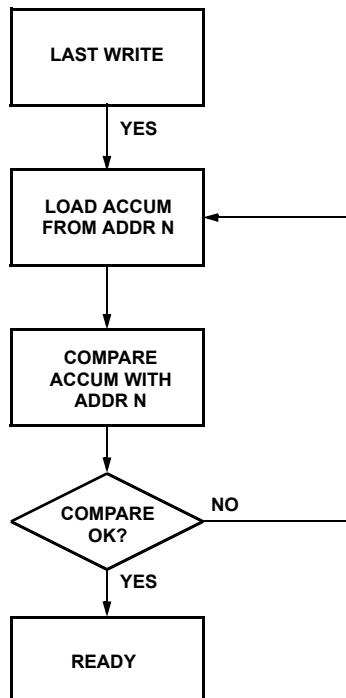 LAST WRITE
YES
LOAD ACCUM
FROM ADDR N
COMPARE
ACCUM WITH
ADDR N
COMPARE
OK?
NO
YES
READY